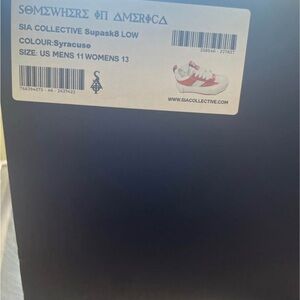 SOMEWHERE IN AMERICA
SIA COLLECTIVE Supask8 LOW
COLOUR:Syracuse
SIZE: US MENS 11 WOMENS 13
WWW.SIACOLLECTIVE.COM